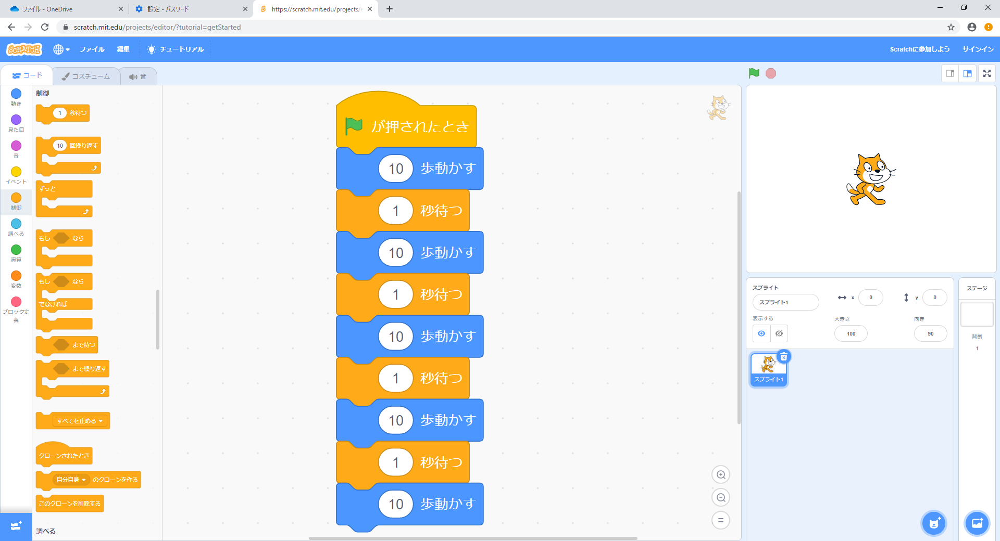 ファイル - OneDrive
設定 - パスワード
https://scratch.mit.edu/projects/e
scratch.mit.edu/projects/editor/?tutorial=getStarted
SCRATCH
ファイル
編集
チュートリアル
Scratchに参加しよう
サインイン
コード
コスチューム
音
動き
見た目
音
イベント
制御
調べる
演算
変数
ブロック定
義
制御
1 秒待つ
10 回繰り返す
ずっと
もし なら
もし なら
でなければ
まで待つ
まで繰り返す
すべてを止める
クローンされたとき
自分自身 のクローンを作る
このクローンを削除する
調べる
が押されたとき
10 歩動かす
1 秒待つ
10 歩動かす
1 秒待つ
10 歩動かす
1 秒待つ
10 歩動かす
1 秒待つ
10 歩動かす
スプライト
スプライト1
x 0
y 0
表示する
大きさ
100
向き
90
スプライト1
ステージ
背景
1